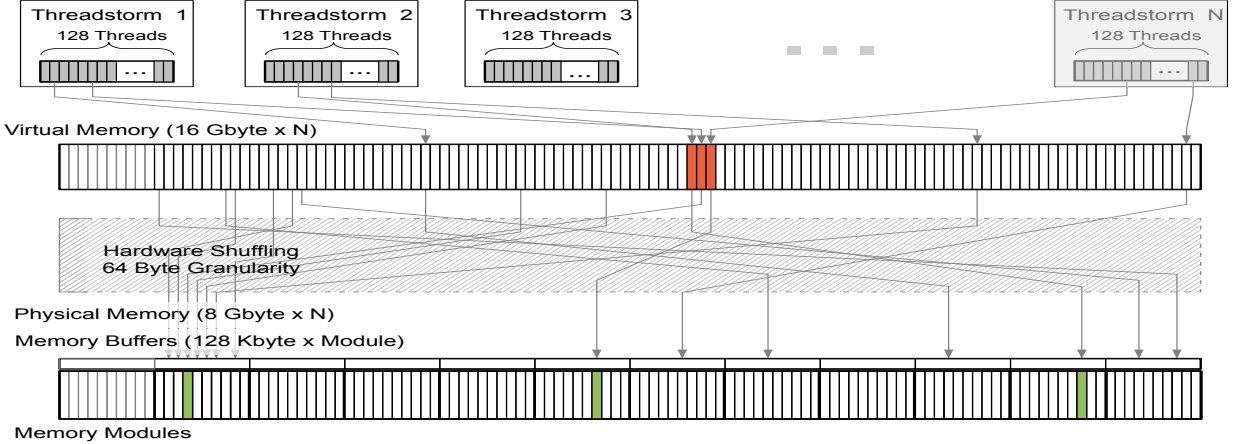 Threadstorm 1
128 Threads
...
Threadstorm 2
128 Threads
...
Threadstorm 3
128 Threads
...
Threadstorm N
128 Threads
...
Virtual Memory (16 Gbyte x N)
Hardware Shuffling
64 Byte Granularity
Physical Memory (8 Gbyte x N)
Memory Buffers (128 Kbyte x Module)
Memory Modules